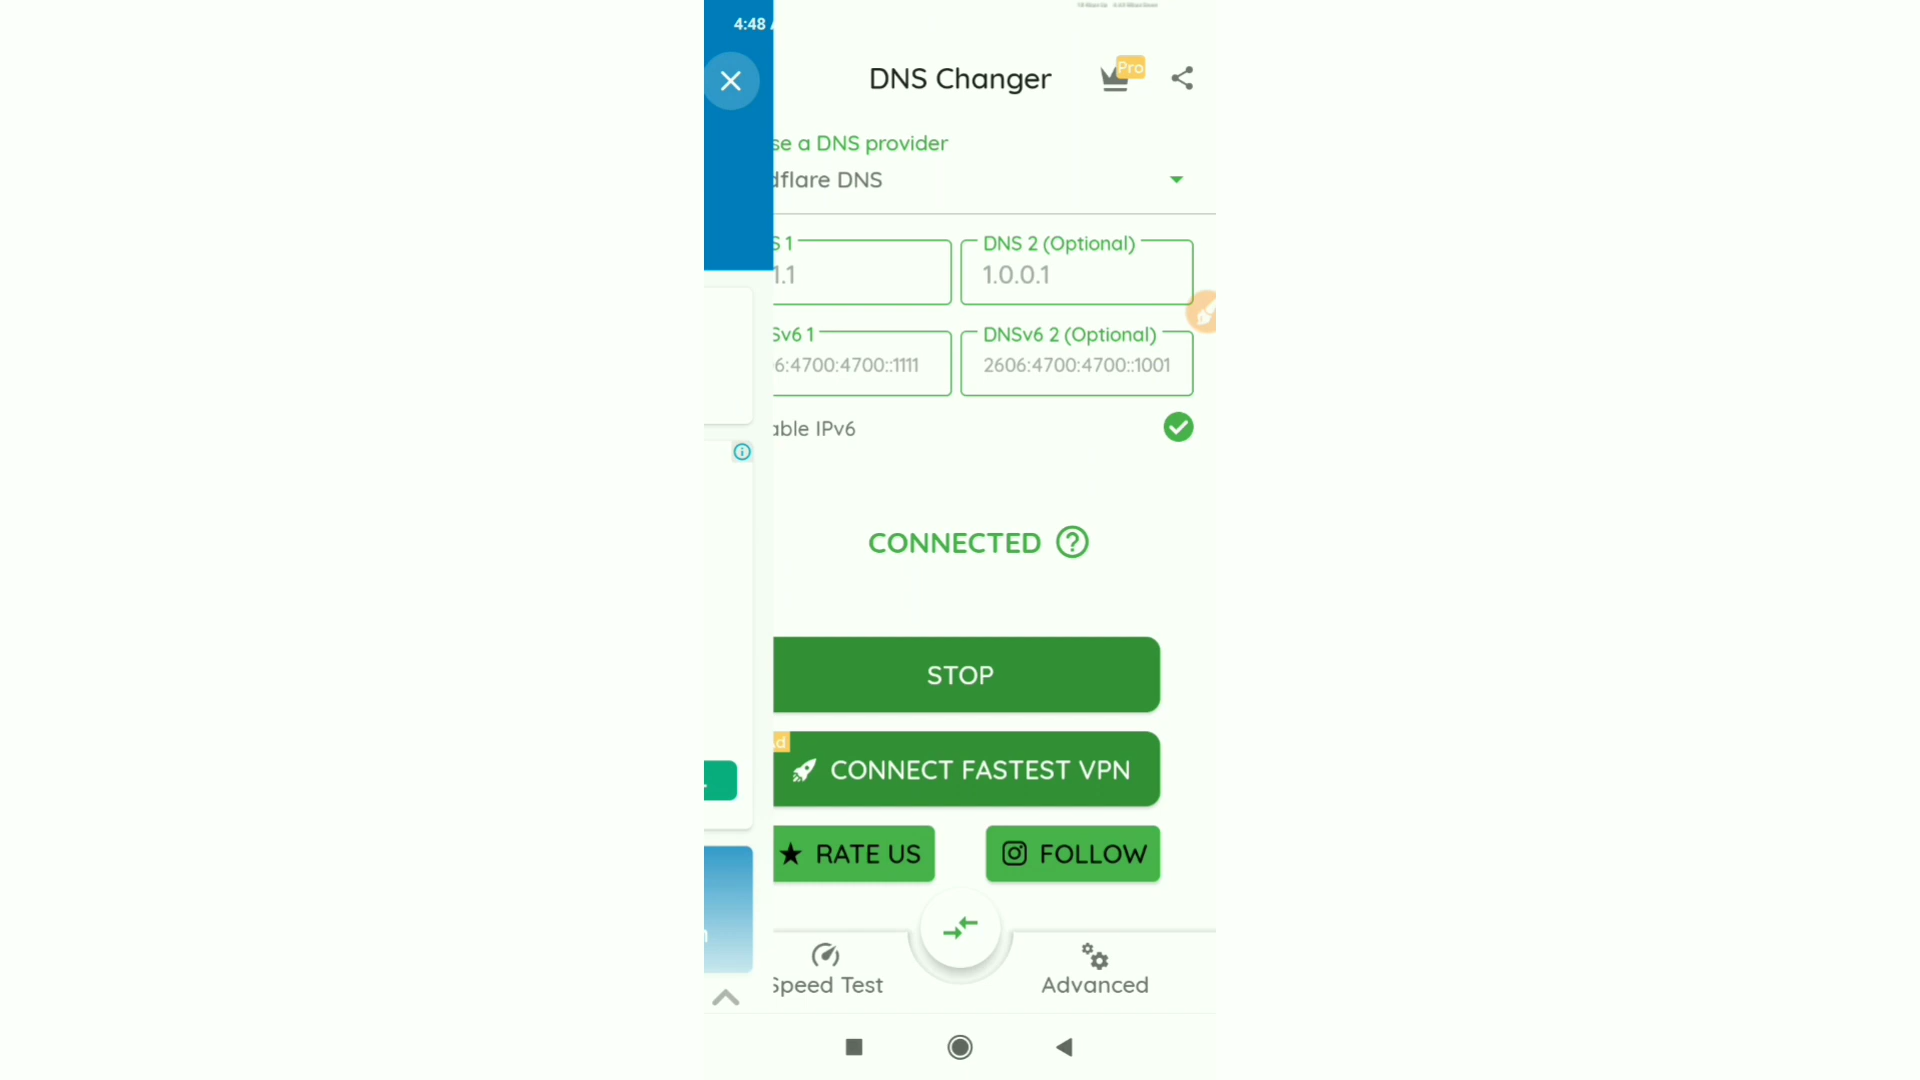 4:48
Pro
DNS Changer
se a DNS provider
dflare DNS
S 1
DNS 2 (Optional)
1.1
1.0.0.1
Sv6 1
DNSv6 2 (Optional)
6:4700:4700::1111
2606:4700:4700::1001
able IPv6
CONNECTED
STOP
Ad
CONNECT FASTEST VPN
RATE US
FOLLOW
Speed Test
Advanced